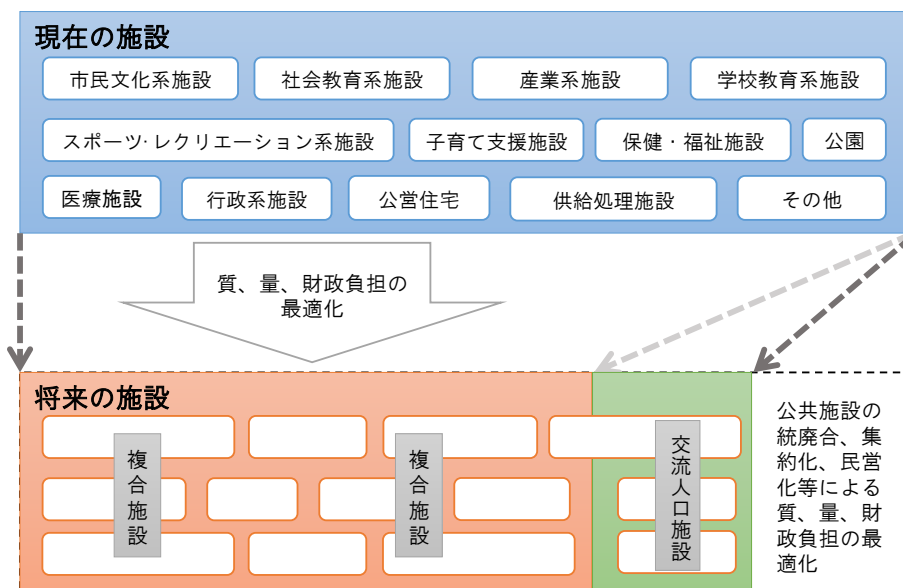 現在の施設
市民文化系施設
社会教育系施設
産業系施設
学校教育系施設
スポーツ・レクリエーション系施設
子育て支援施設
保健・福祉施設
公園
医療施設
行政系施設
公営住宅
供給処理施設
その他
質、量、財政負担の
最適化
将来の施設
複合施設
複合施設
交流人口施設
公共施設の
統廃合、集
約化、民営
化等による
質、量、財
政負担の最
適化